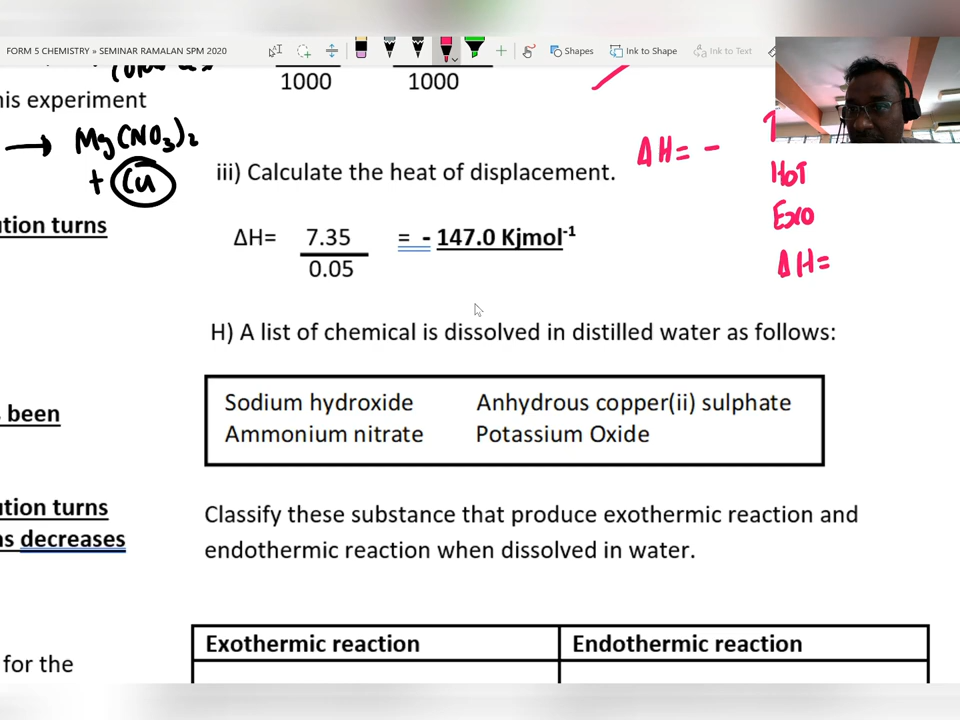 FORM 5 CHEMISTRY » SEMINAR RAMALAN SPM 2020
Shapes
Ink to Shape
Ink to Text
1000 1000
his experiment
→ Mg(NO₃)₂
+ Cu
iii) Calculate the heat of displacement.
ΔH= -
HOT
EXO
ΔH=
ution turns
ΔH= 7.35 = - 147.0 Kjmol⁻¹
0.05
H) A list of chemical is dissolved in distilled water as follows:
Sodium hydroxide Anhydrous copper(ii) sulphate
Ammonium nitrate Potassium Oxide
s been
ution turns
as decreases
Classify these substance that produce exothermic reaction and
endothermic reaction when dissolved in water.
Exothermic reaction Endothermic reaction
for the